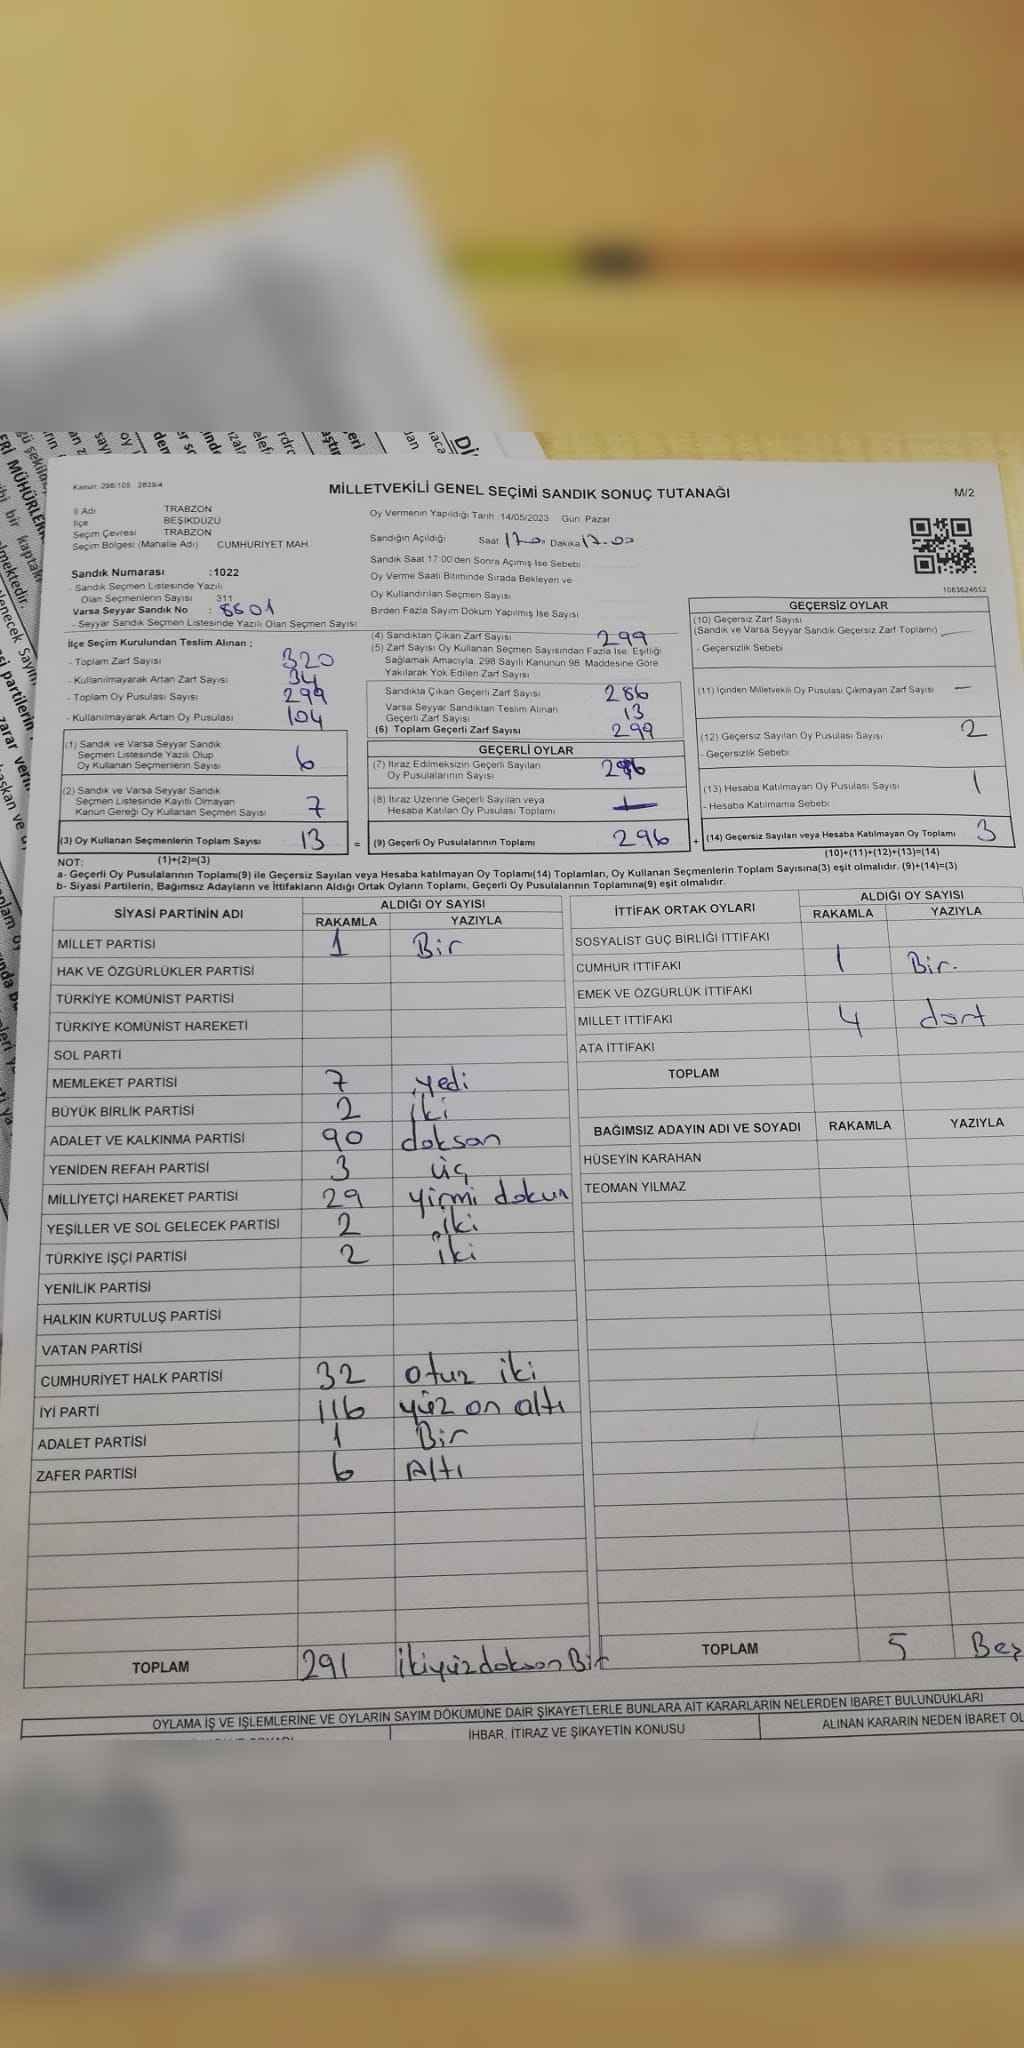 Kanun: 298/105 2839/4
MİLLETVEKİLİ GENEL SEÇİMİ SANDIK SONUÇ TUTANAĞI
M/2
İl Adı TRABZON
İlçe BEŞİKDÜZÜ
Seçim Çevresi TRABZON
Seçim Bölgesi (Mahalle Adı) CUMHURİYET MAH.
Sandık Numarası :1022
- Sandık Seçmen Listesinde Yazılı
Olan Seçmenlerin Sayısı 311
Varsa Seyyar Sandık No : 8501
- Seyyar Sandık Seçmen Listesinde Yazılı Olan Seçmen Sayısı
Oy Vermenin Yapıldığı Tarih :14/05/2023 Gün: Pazar
Sandığın Açıldığı Saat Dakika 17.00
Sandık Saat 17:00'den Sonra Açımış İse Sebebi
Oy Verme Saati Bitiminde Sırada Bekleyen ve
Oy Kullandırılan Seçmen Sayısı
Birden Fazla Sayım Döküm Yapılmış İse Sayısı
1083624652
İlçe Seçim Kurulundan Teslim Alınan ;
- Toplam Zarf Sayısı 320
- Kullanılmayarak Artan Zarf Sayısı 34
- Toplam Oy Pusulası Sayısı 299
- Kullanılmayarak Artan Oy Pusulası 104
(1) Sandık ve Varsa Seyyar Sandık
Seçmen Listesinde Yazılı Olup
Oy Kullanan Seçmenlerin Sayısı 6
(2) Sandık ve Varsa Seyyar Sandık
Seçmen Listesinde Kayıtlı Olmayan
Kanun Gereği Oy Kullanan Seçmen Sayısı 7
(3) Oy Kullanan Seçmenlerin Toplam Sayısı 13 =
(4) Sandıktan Çıkan Zarf Sayısı 299
(5) Zarf Sayısı Oy Kullanan Seçmen Sayısından Fazla İse, Eşitliği
Sağlamak Amacıyla, 298 Sayılı Kanunun 98. Maddesine Göre
Yakılarak Yok Edilen Zarf Sayısı
Sandıkta Çıkan Geçerli Zarf Sayısı 286
Varsa Seyyar Sandıktan Teslim Alınan
Geçerli Zarf Sayısı 13
(6) Toplam Geçerli Zarf Sayısı 299
GEÇERLİ OYLAR
(7) İtiraz Edilmeksizin Geçerli Sayılan
Oy Pusulalarının Sayısı 296
(8) İtiraz Üzerine Geçerli Sayılan veya
Hesaba Katılan Oy Pusulası Toplamı
(9) Geçerli Oy Pusulalarının Toplamı 296 +
GEÇERSİZ OYLAR
(10) Geçersiz Zarf Sayısı
(Sandık ve Varsa Seyyar Sandık Geçersiz Zarf Toplamı) —
- Geçersizlik Sebebi
(11) İçinden Milletvekili Oy Pusulası Çıkmayan Zarf Sayısı —
(12) Geçersiz Sayılan Oy Pusulası Sayısı 2
- Geçersizlik Sebebi
(13) Hesaba Katılmayan Oy Pusulası Sayısı 1
- Hesaba Katılmama Sebebi
(14) Geçersiz Sayılan veya Hesaba Katılmayan Oy Toplamı 3
NOT: (1)+(2)=(3) (10)+(11)+(12)+(13)=(14)
a- Geçerli Oy Pusulalarının Toplamı(9) ile Geçersiz Sayılan veya Hesaba katılmayan Oy Toplamı(14) Toplamları, Oy Kullanan Seçmenlerin Toplam Sayısına(3) eşit olmalıdır. (9)+(14)=(3)
b- Siyasi Partilerin, Bağımsız Adayların ve İttifakların Aldığı Ortak Oyların Toplamı, Geçerli Oy Pusulalarının Toplamına(9) eşit olmalıdır.
SİYASİ PARTİNİN ADI ALDIĞI OY SAYISI
RAKAMLA YAZIYLA
MİLLET PARTİSİ 1 Bir
HAK VE ÖZGÜRLÜKLER PARTİSİ
TÜRKİYE KOMÜNİST PARTİSİ
TÜRKİYE KOMÜNİST HAREKETİ
SOL PARTİ
MEMLEKET PARTİSİ 7 yedi
BÜYÜK BİRLİK PARTİSİ 2 iki
ADALET VE KALKINMA PARTİSİ 90 doksan
YENİDEN REFAH PARTİSİ 3 üç
MİLLİYETÇİ HAREKET PARTİSİ 29 yirmi dokuz
YEŞİLLER VE SOL GELECEK PARTİSİ 2 iki
TÜRKİYE İŞÇİ PARTİSİ 2 iki
YENİLİK PARTİSİ
HALKIN KURTULUŞ PARTİSİ
VATAN PARTİSİ
CUMHURİYET HALK PARTİSİ 32 otuz iki
İYİ PARTİ 116 yüz on altı
ADALET PARTİSİ 1 Bir
ZAFER PARTİSİ 6 Altı
TOPLAM 291 ikiyüzdoksanBir
İTTİFAK ORTAK OYLARI ALDIĞI OY SAYISI
RAKAMLA YAZIYLA
SOSYALİST GÜÇ BİRLİĞİ İTTİFAKI
CUMHUR İTTİFAKI 1 Bir.
EMEK VE ÖZGÜRLÜK İTTİFAKI
MİLLET İTTİFAKI 4 dört
ATA İTTİFAKI
TOPLAM
BAĞIMSIZ ADAYIN ADI VE SOYADI RAKAMLA YAZIYLA
HÜSEYİN KARAHAN
TEOMAN YILMAZ
TOPLAM 5 Beş
OYLAMA İŞ VE İŞLEMLERİNE VE OYLARIN SAYIM DÖKÜMÜNE DAİR ŞİKAYETLERLE BUNLARA AİT KARARLARIN NELERDEN İBARET BULUNDUKLARI
İHBAR, İTİRAZ VE ŞİKAYETİN KONUSU
ALINAN KARARIN NEDEN İBARET OL